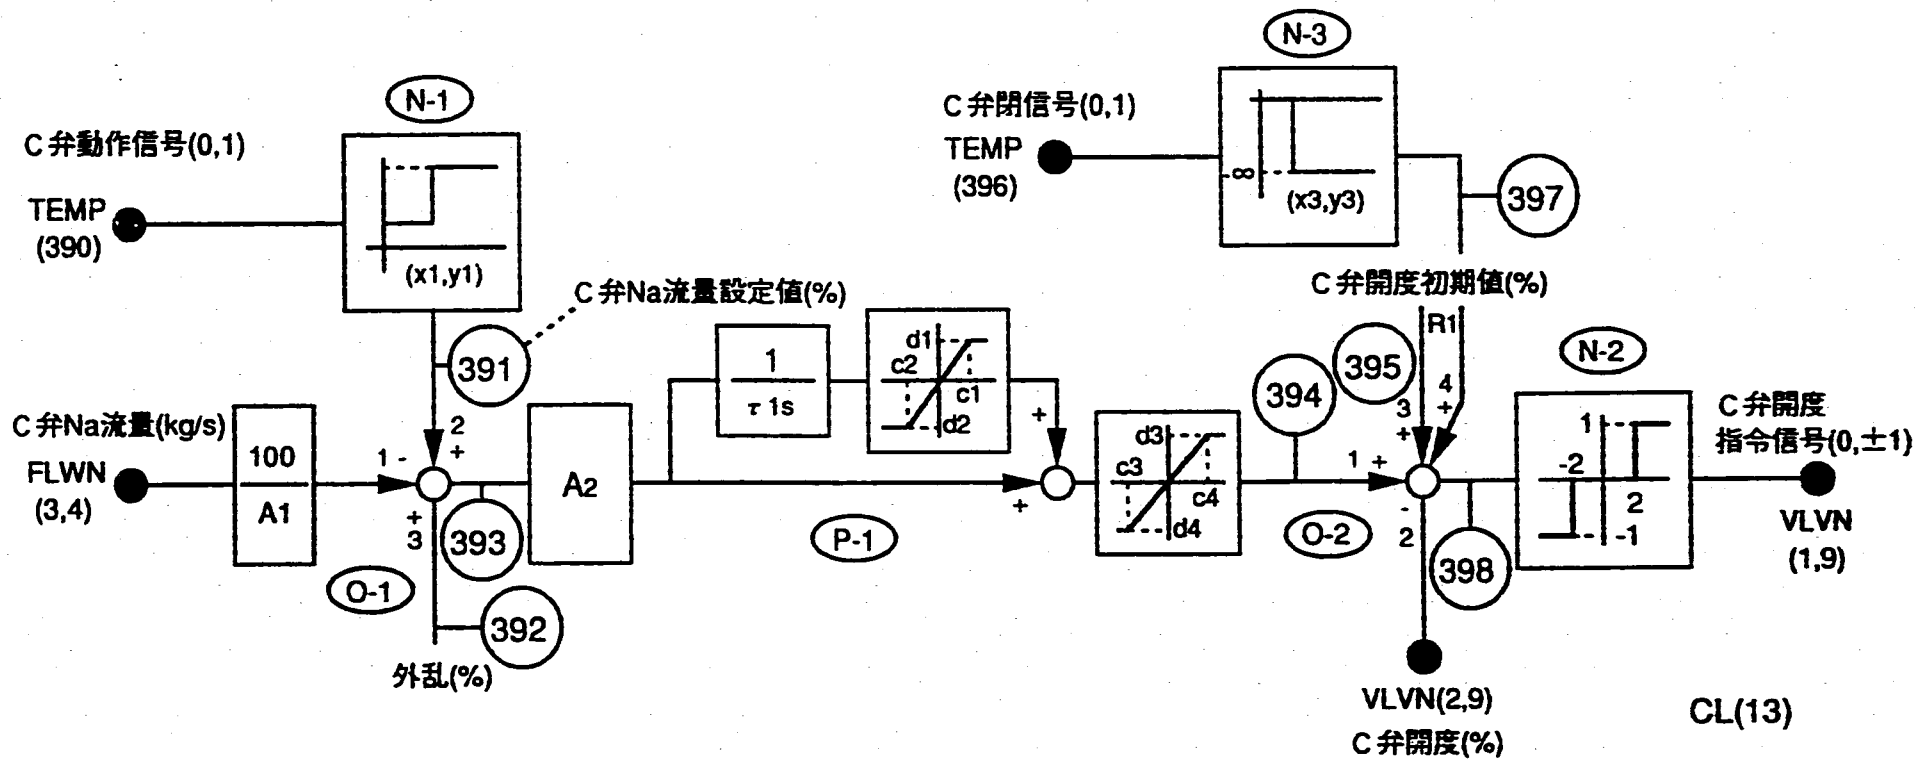 N-1
C弁動作信号(0,1)
TEMP
(390)
(x1,y1)
N-3
C弁閉信号(0,1)
TEMP
(396)
-∞
(x3,y3)
397
C弁Na流量設定値(%)
391
C弁開度初期値(%)
R1
395
394
3
+
4
+
N-2
C弁Na流量(kg/s)
FLWN
(3,4)
100
A1
1 -
2
+
+
3
393
O-1
392
外乱(%)
A2
1
τ1s
d1
c2
c1
d2
+
+
P-1
d3
c3
c4
d4
1 +
O-2
-
2
398
1
-2
2
-1
C弁開度
指令信号(0,±1)
VLVN
(1,9)
VLVN(2,9)
C弁開度(%)
CL(13)